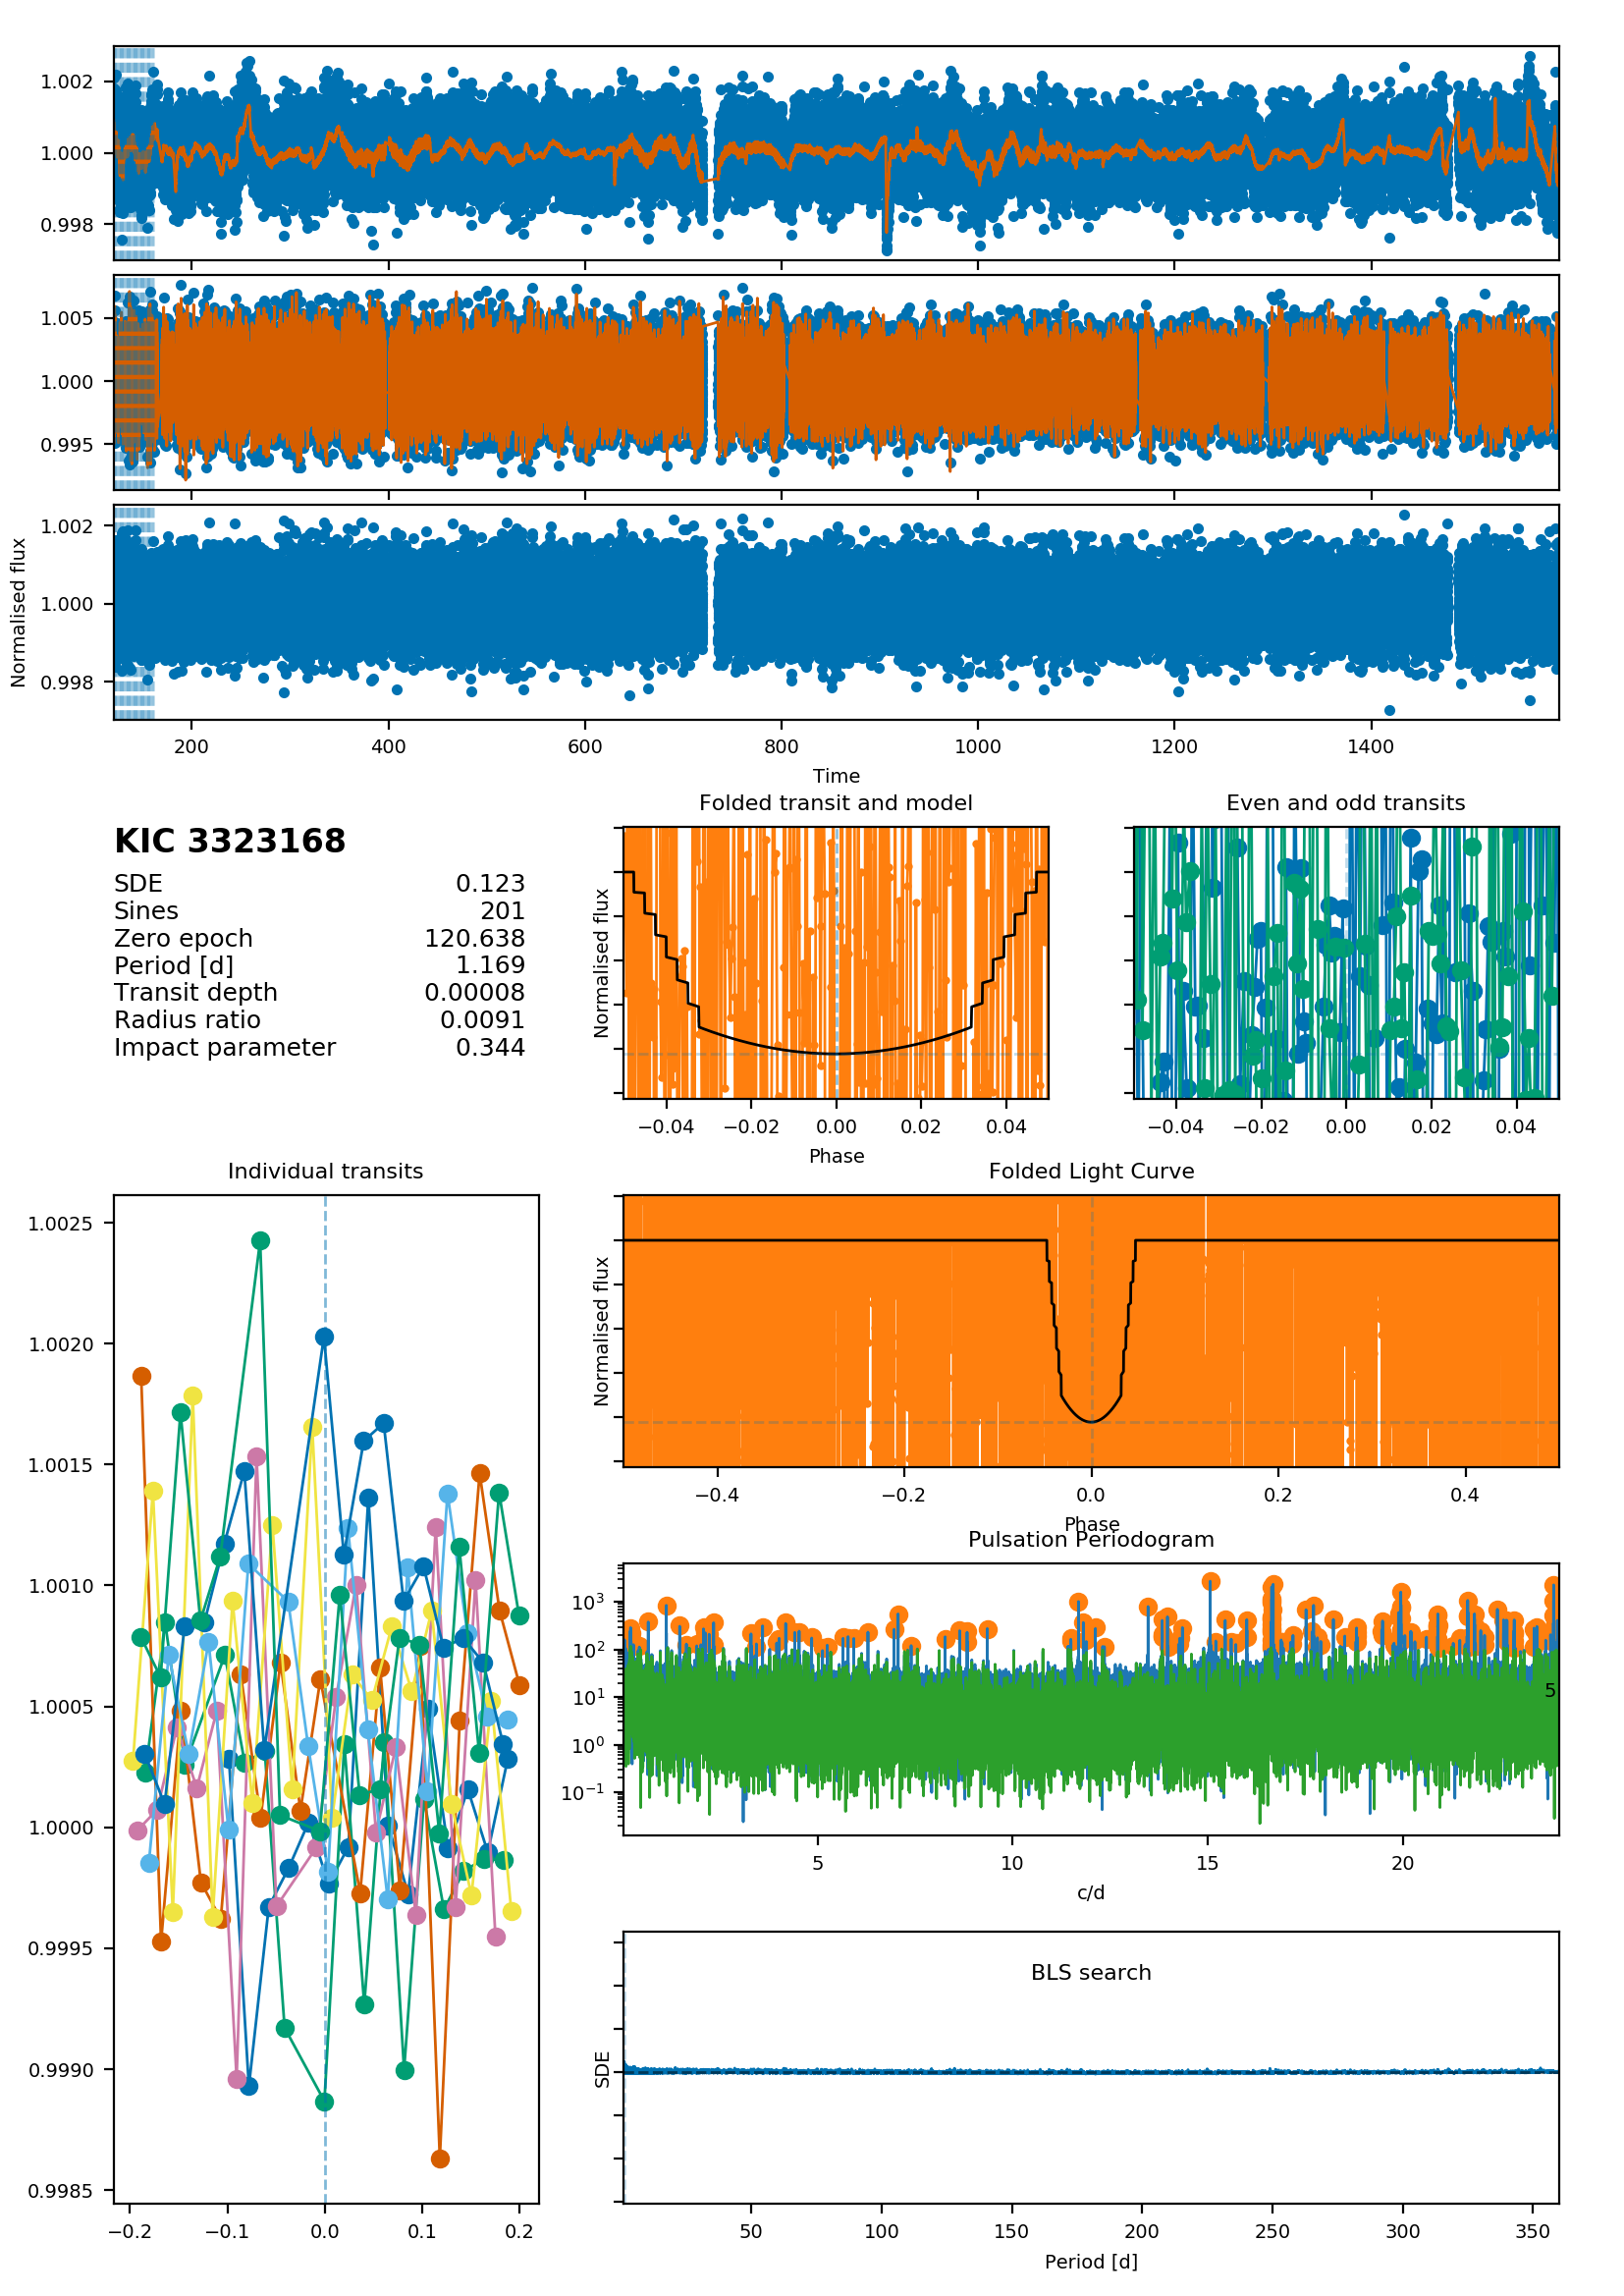 1.002
1.000
0.998
1.005
1.000
0.995
1.002
1.000
0.998
Normalised flux
200 400 600 800 1000 1200 1400
Time
KIC 3323168
SDE 0.123
Sines 201
Zero epoch 120.638
Period [d] 1.169
Transit depth 0.00008
Radius ratio 0.0091
Impact parameter 0.344
Folded transit and model
Normalised flux
−0.04 −0.02 0.00 0.02 0.04
Phase
Even and odd transits
−0.04 −0.02 0.00 0.02 0.04
Individual transits
1.0025
1.0020
1.0015
1.0010
1.0005
1.0000
0.9995
0.9990
0.9985
−0.2 −0.1 0.0 0.1 0.2
Folded Light Curve
Normalised flux
−0.4 −0.2 0.0 0.2 0.4
Phase
Pulsation Periodogram
10³
10²
10¹
10⁰
10⁻¹
5
5 10 15 20
c/d
BLS search
SDE
50 100 150 200 250 300 350
Period [d]